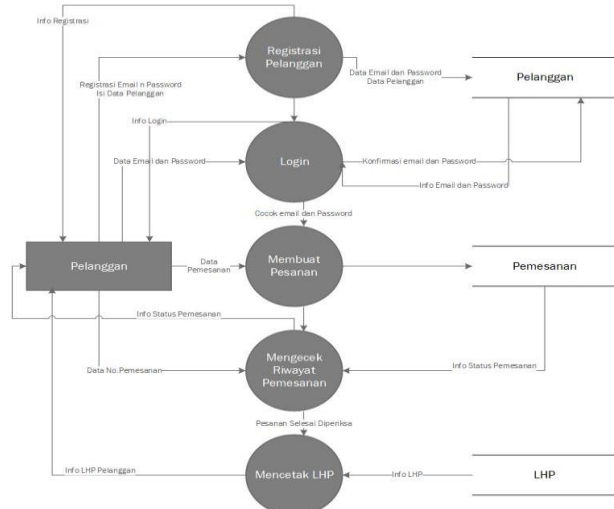 Info Registrasi
Registrasi
Pelanggan
Registrasi Email n Password
Isi Data Pelanggan
Data Email dan Password
Data Pelanggan
Pelanggan
Info Login
Data Email dan Password
Login
Konfirmasi email dan Password
Info Email dan Password
Cocok email dan Password
Pelanggan
Data
Pemesanan
Membuat
Pesanan
Pemesanan
Info Status Pemesanan
Data No.Pemesanan
Mengecek
Riwayat
Pemesanan
Info Status Pemesanan
Pesanan Selesai Diperiksa
Info LHP Pelanggan
Mencetak LHP
Info LHP
LHP